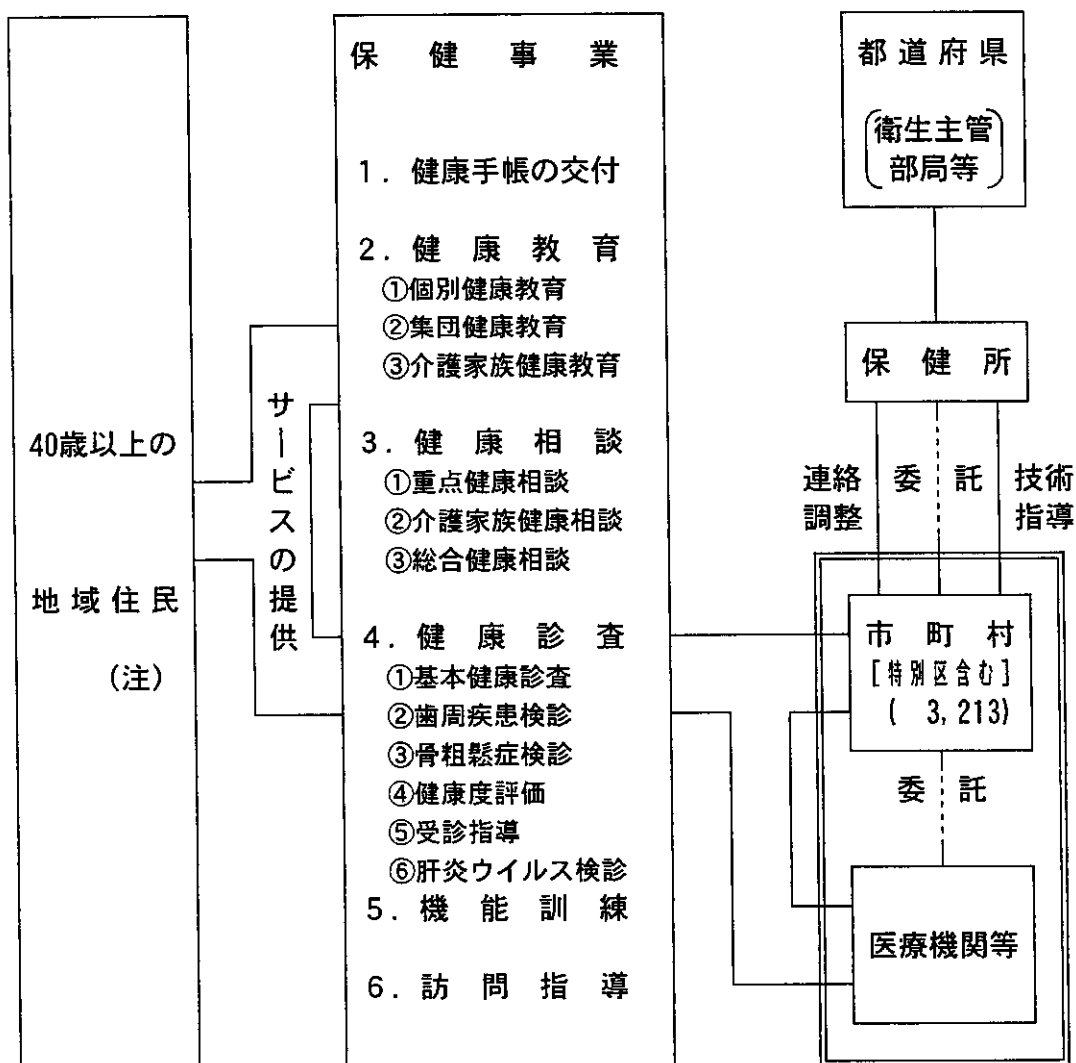 40歳以上の
地域住民
(注)
サービスの提供
保健事業
1. 健康手帳の交付
2. 健康教育
①個別健康教育
②集団健康教育
③介護家族健康教育
3. 健康相談
①重点健康相談
②介護家族健康相談
③総合健康相談
4. 健康診査
①基本健康診査
②歯周疾患検診
③骨粗鬆症検診
④健康度評価
⑤受診指導
⑥肝炎ウイルス検診
5. 機能訓練
6. 訪問指導
都道府県
衛生主管
部局等
保健所
連絡
調整
委託
技術
指導
市町村
[特別区含む]
( 3,213)
委託
医療機関等